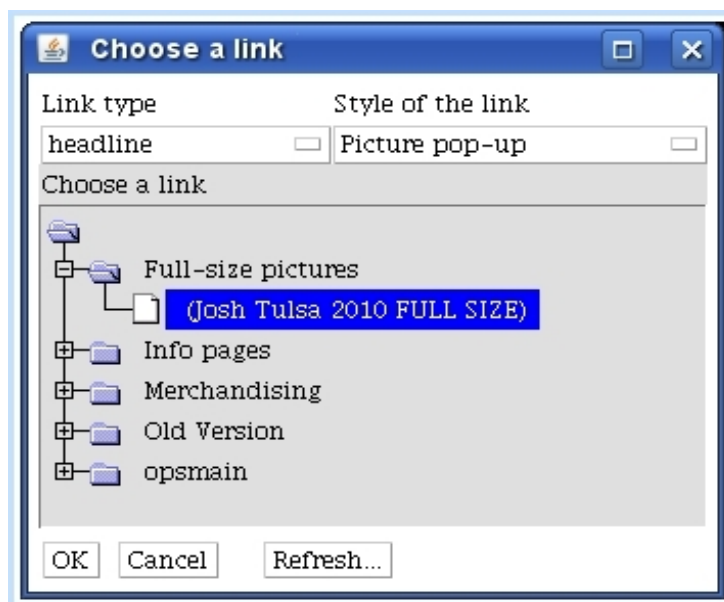 Choose a link
Link type Style of the link
headline Picture pop-up
Choose a link
Full-size pictures
(Josh Tulsa 2010 FULL SIZE)
Info pages
Merchandising
Old Version
opsmain
OK Cancel Refresh...